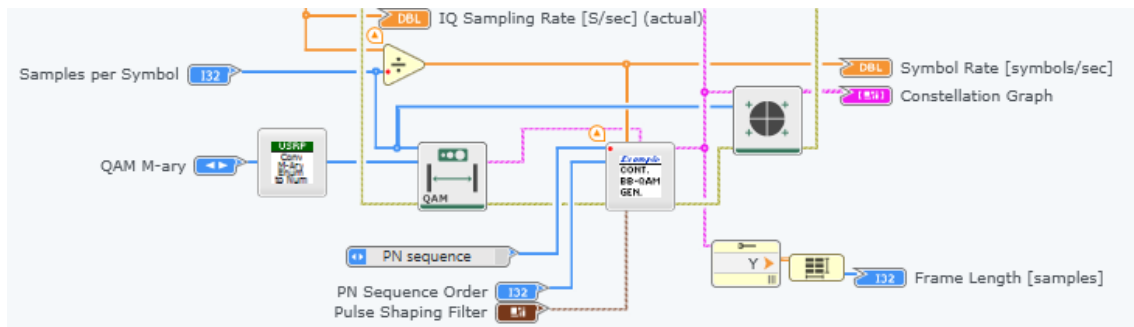 DBL IQ Sampling Rate [S/sec] (actual)
Samples per Symbol I32
DBL Symbol Rate [symbols/sec]
Constellation Graph
USRP
Conv
M-Ary
Enum
to Num
QAM M-ary
QAM
Example
CONT.
BB-QAM
GEN.
PN sequence
Y
PN Sequence Order I32
I32 Frame Length [samples]
Pulse Shaping Filter